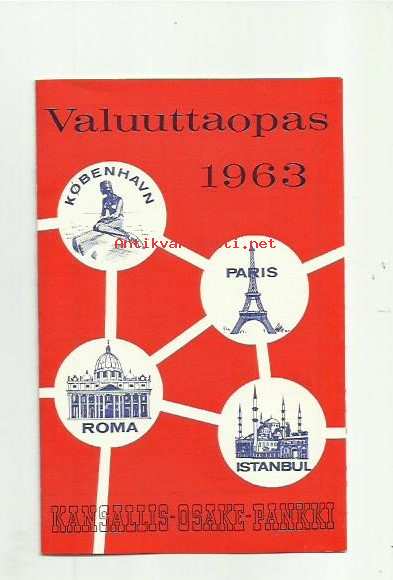 Valuuttaopas
1963
KØBENHAVN
Antikvariaatti.net
PARIS
ROMA
ISTANBUL
KANSALLIS-OSAKE-PANKKI